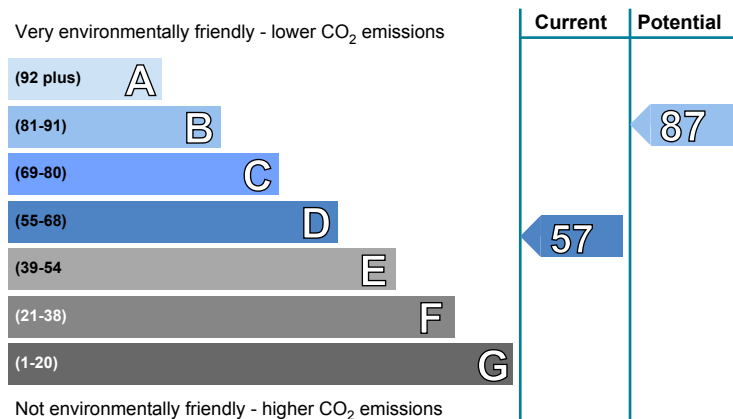 Current Potential
Very environmentally friendly - lower CO2 emissions
(92 plus) A
(81-91) B
87
(69-80) C
(55-68) D
57
(39-54 E
(21-38) F
(1-20) G
Not environmentally friendly - higher CO2 emissions